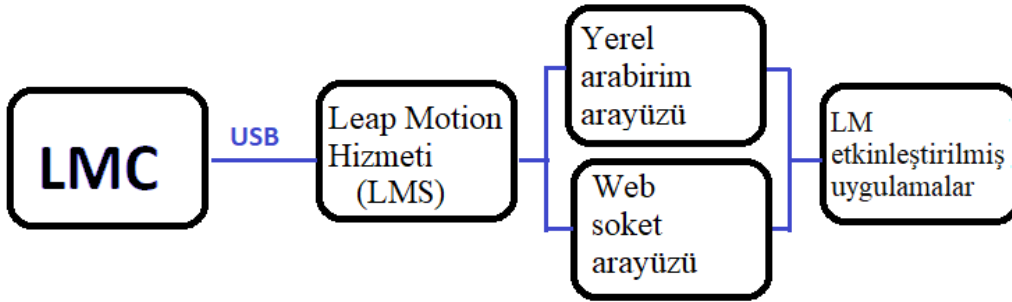 LMC
USB
Leap Motion
Hizmeti
(LMS)
Yerel
arabirim
arayüzü
Web
soket
arayüzü
LM
etkinleştirilmiş
uygulamalar